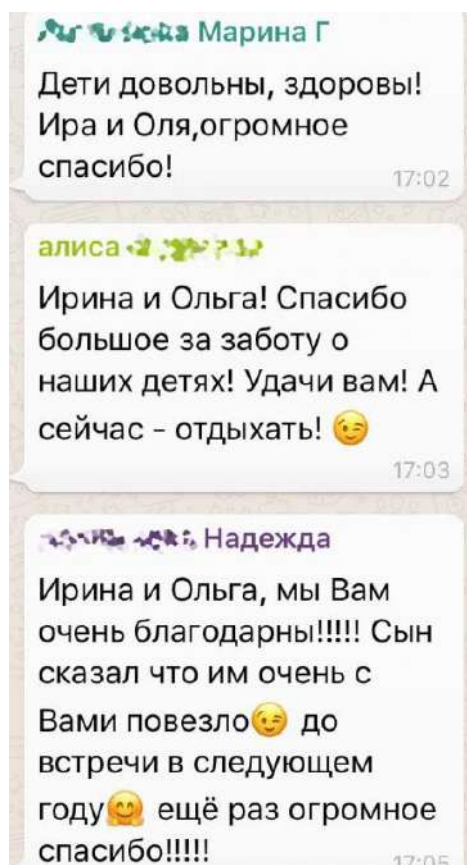 Марина Г
Дети довольны, здоровы!
Ира и Оля,огромное
спасибо!
17:02
алиса
Ирина и Ольга! Спасибо
большое за заботу о
наших детях! Удачи вам! А
сейчас - отдыхать! 😉
17:03
Надежда
Ирина и Ольга, мы Вам
очень благодарны!!!!! Сын
сказал что им очень с
Вами повезло😉 до
встречи в следующем
году🤗 ещё раз огромное
спасибо!!!!!
17:05